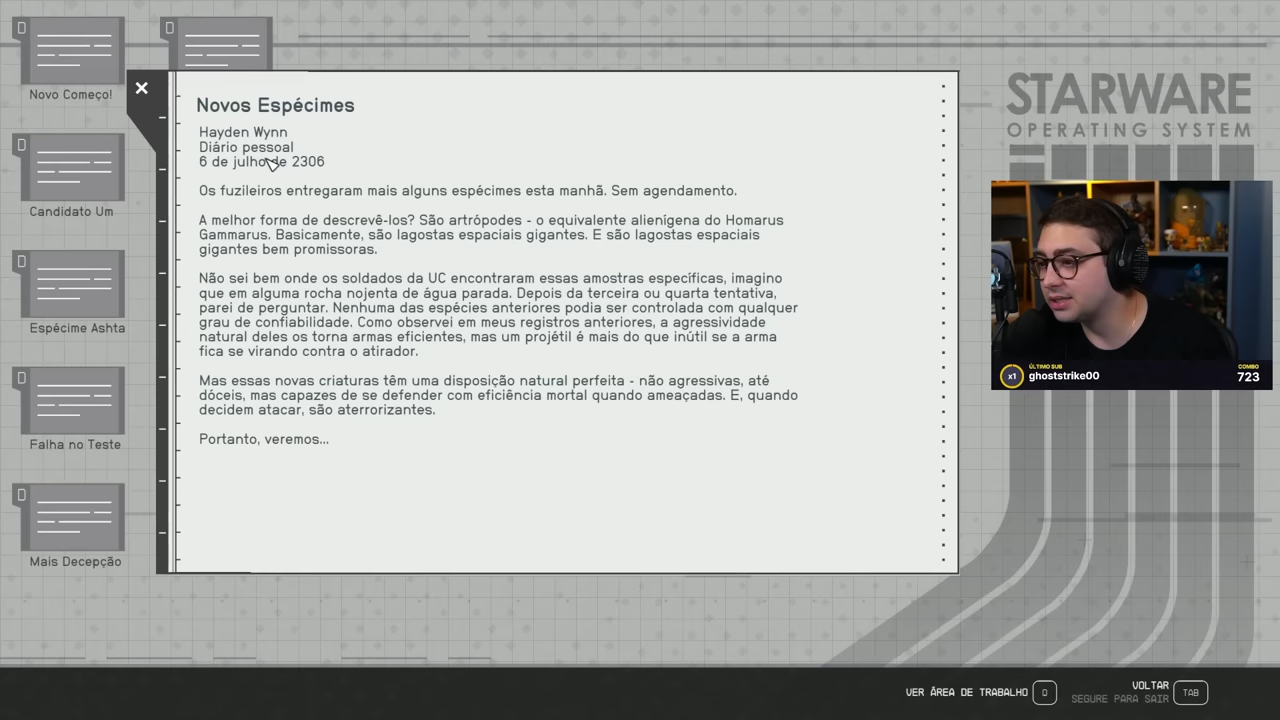 Novo Começo!
Candidato Um
Espécime Ashta
Falha no Teste
Mais Decepção
Novos Espécimes
Hayden Wynn
Diário pessoal
6 de julho de 2306
Os fuzileiros entregaram mais alguns espécimes esta manhã. Sem agendamento.
A melhor forma de descrevê-los? São artrópodes - o equivalente alienígena do Homarus
Gammarus. Basicamente, são lagostas espaciais gigantes. E são lagostas espaciais
gigantes bem promissoras.
Não sei bem onde os soldados da UC encontraram essas amostras específicas, imagino
que em alguma rocha nojenta de água parada. Depois da terceira ou quarta tentativa,
parei de perguntar. Nenhuma das espécies anteriores podia ser controlada com qualquer
grau de confiabilidade. Como observei em meus registros anteriores, a agressividade
natural deles os torna armas eficientes, mas um projétil é mais do que inútil se a arma
fica se virando contra o atirador.
Mas essas novas criaturas têm uma disposição natural perfeita - não agressivas, até
dóceis, mas capazes de se defender com eficiência mortal quando ameaçadas. E, quando
decidem atacar, são aterrorizantes.
Portanto, veremos...
STARWARE
OPERATING SYSTEM
x1
ÚLTIMO SUB
ghoststrike00
COMBO
723
VER ÁREA DE TRABALHO Q
VOLTAR
SEGURE PARA SAIR
TAB